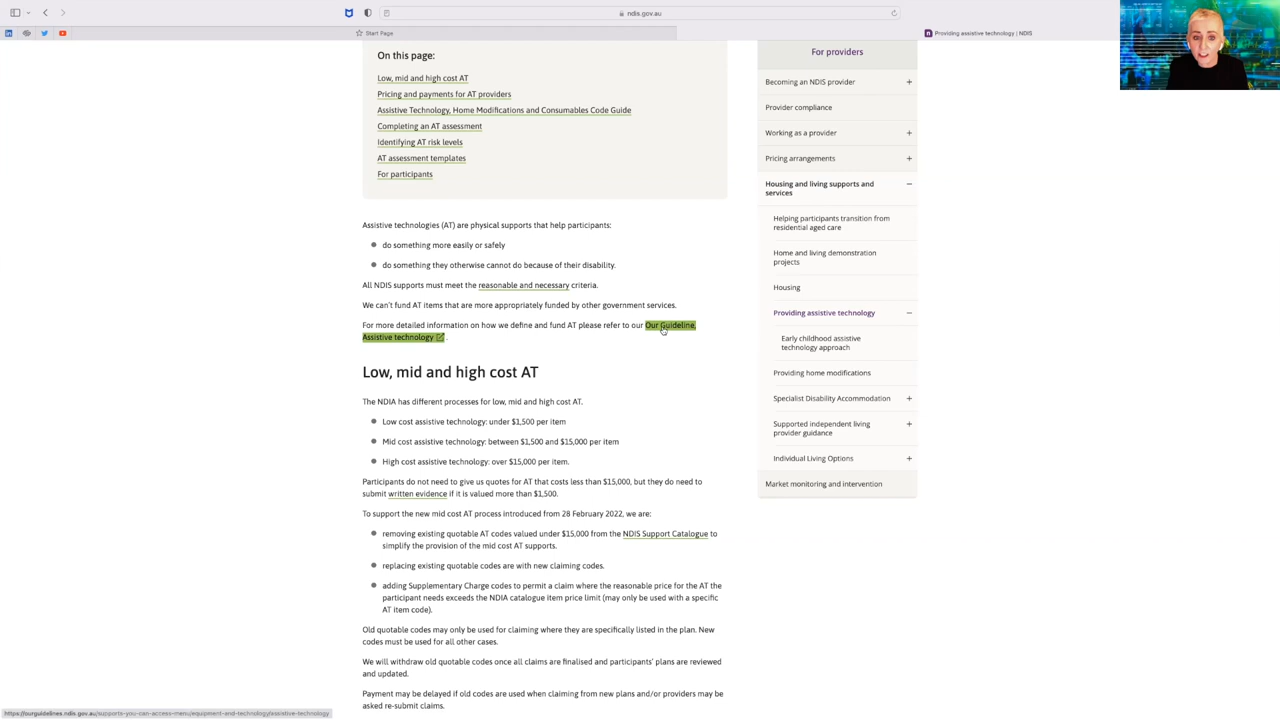 ndis.gov.au
Start Page
Providing assistive technology | NDIS
On this page:
Low, mid and high cost AT
Pricing and payments for AT providers
Assistive Technology, Home Modifications and Consumables Code Guide
Completing an AT assessment
Identifying AT risk levels
AT assessment templates
For participants
Assistive technologies (AT) are physical supports that help participants:
do something more easily or safely
do something they otherwise cannot do because of their disability.
All NDIS supports must meet the reasonable and necessary criteria.
We can't fund AT items that are more appropriately funded by other government services.
For more detailed information on how we define and fund AT please refer to our Our Guideline,
Assistive technology .
Low, mid and high cost AT
The NDIA has different processes for low, mid and high cost AT.
Low cost assistive technology: under $1,500 per item
Mid cost assistive technology: between $1,500 and $15,000 per item
High cost assistive technology: over $15,000 per item.
Participants do not need to give us quotes for AT that costs less than $15,000, but they do need to
submit written evidence if it is valued more than $1,500.
To support the new mid cost AT process introduced from 28 February 2022, we are:
removing existing quotable AT codes valued under $15,000 from the NDIS Support Catalogue to
simplify the provision of the mid cost AT supports.
replacing existing quotable codes are with new claiming codes.
adding Supplementary Charge codes to permit a claim where the reasonable price for the AT the
participant needs exceeds the NDIA catalogue item price limit (may only be used with a specific
AT item code).
Old quotable codes may only be used for claiming where they are specifically listed in the plan. New
codes must be used for all other cases.
We will withdraw old quotable codes once all claims are finalised and participants' plans are reviewed
and updated.
Payment may be delayed if old codes are used when claiming from new plans and/or providers may be
asked re-submit claims.
For providers
Becoming an NDIS provider +
Provider compliance
Working as a provider +
Pricing arrangements +
Housing and living supports and −
services
Helping participants transition from
residential aged care
Home and living demonstration
projects
Housing
Providing assistive technology −
Early childhood assistive
technology approach
Providing home modifications
Specialist Disability Accommodation +
Supported independent living +
provider guidance
Individual Living Options +
Market monitoring and intervention
https://ourguidelines.ndis.gov.au/supports-you-can-access-menu/equipment-and-technology/assistive-technology